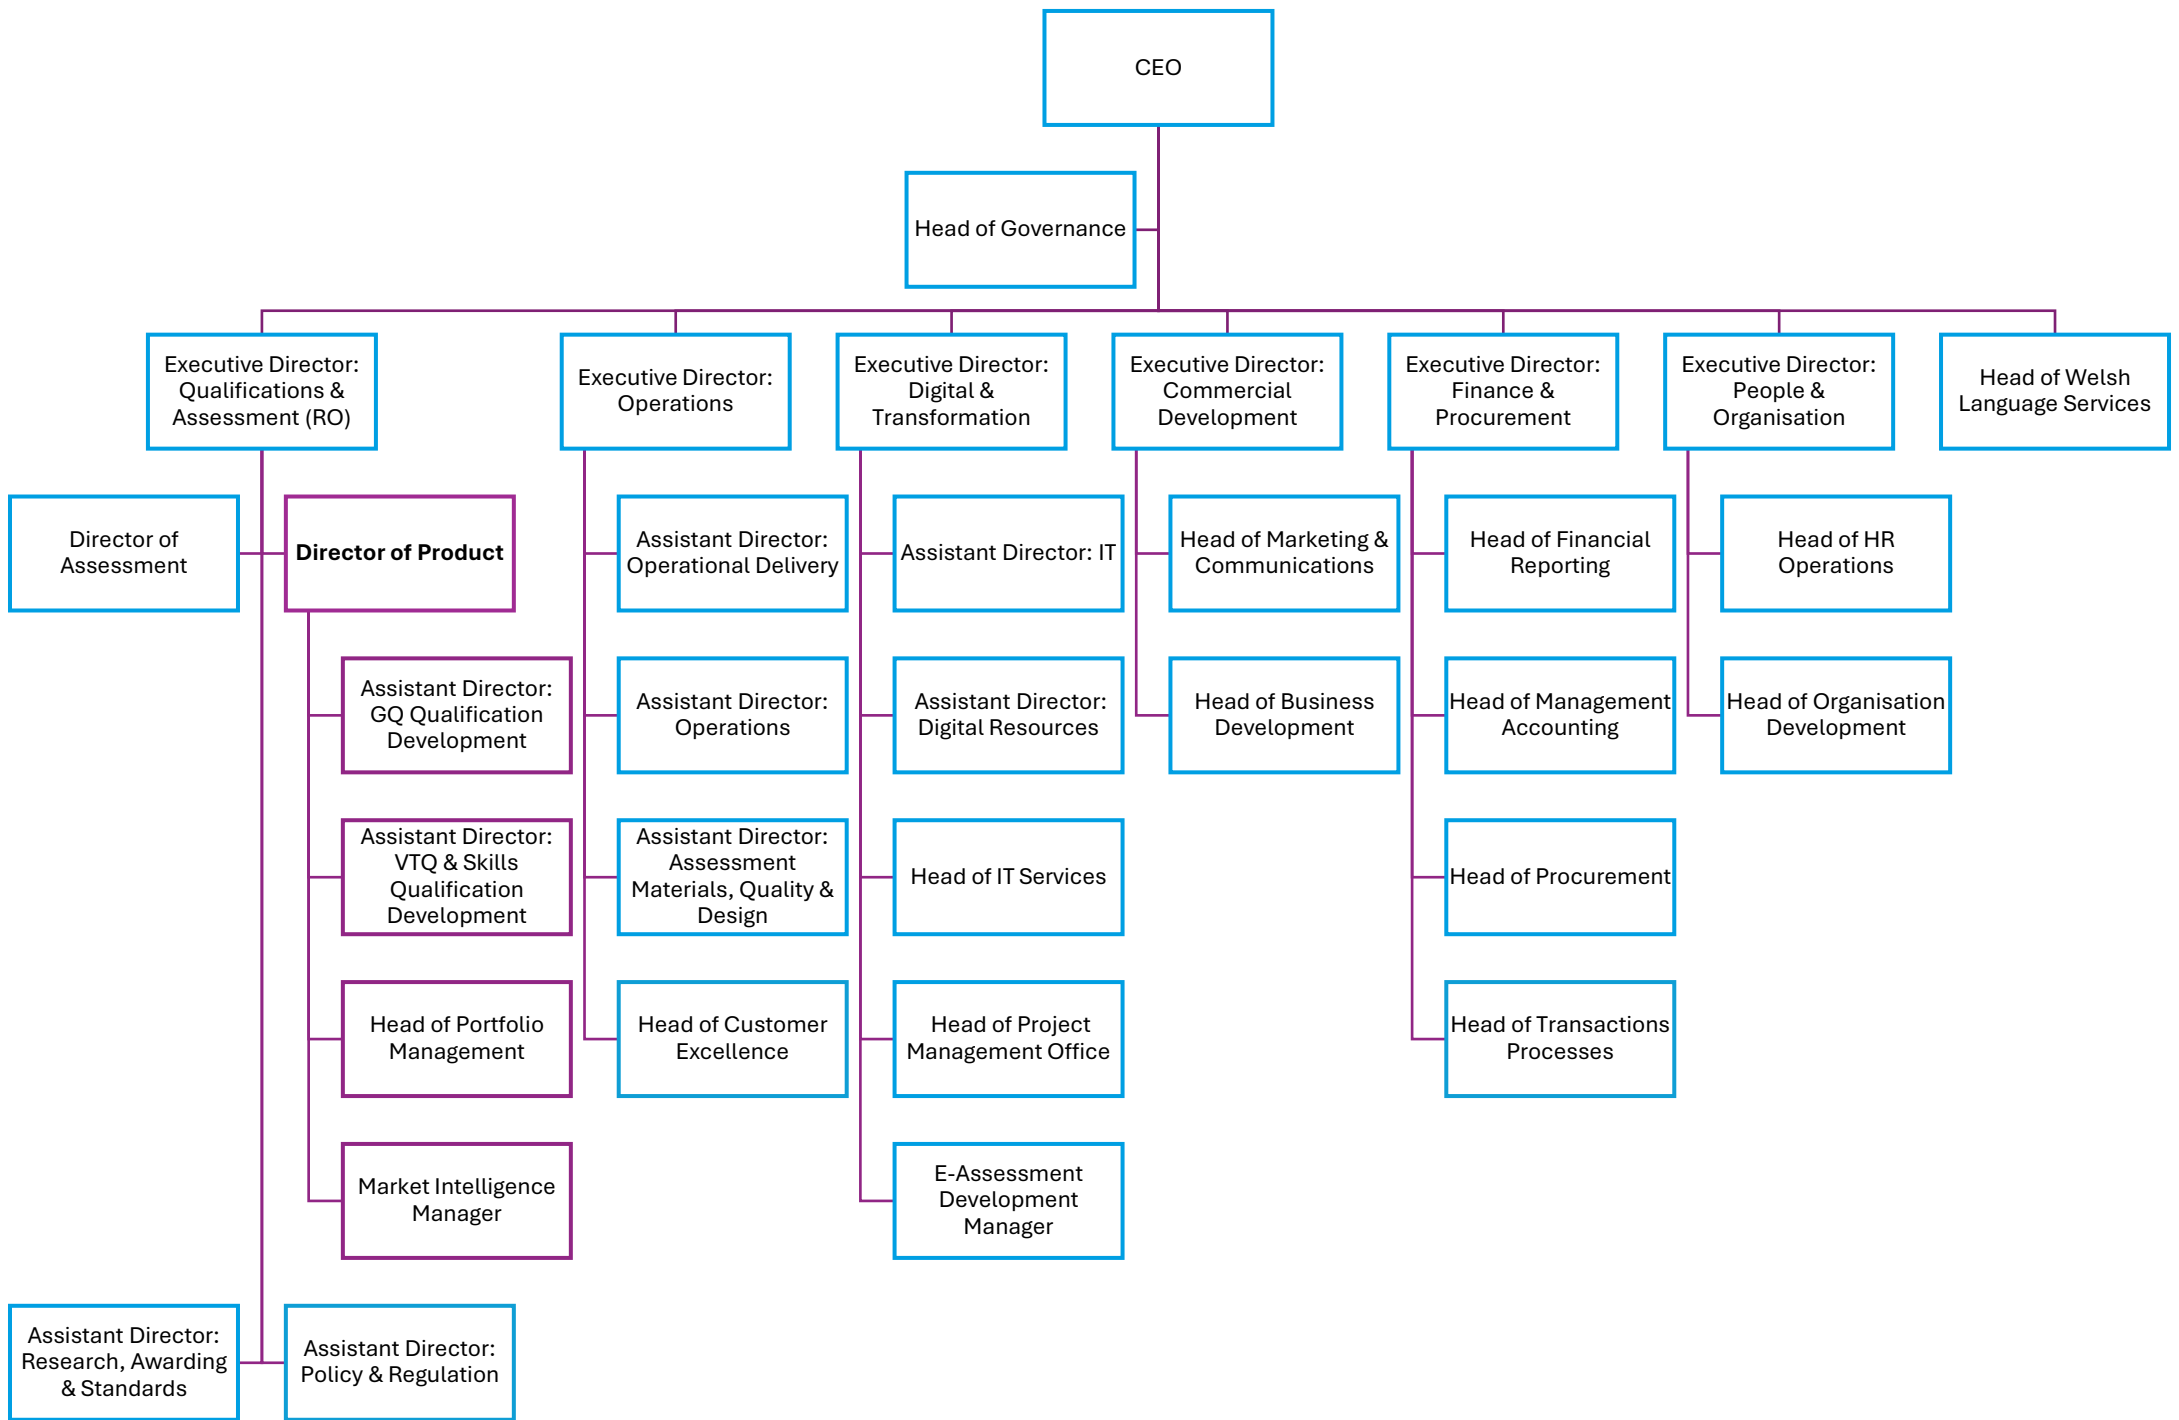 CEO
Head of Governance
Executive Director:
Qualifications &
Assessment (RO)
Executive Director:
Operations
Executive Director:
Digital &
Transformation
Executive Director:
Commercial
Development
Executive Director:
Finance &
Procurement
Executive Director:
People &
Organisation
Head of Welsh
Language Services
Director of
Assessment
Director of Product
Assistant Director:
Operational Delivery
Assistant Director: IT
Head of Marketing &
Communications
Head of Financial
Reporting
Head of HR
Operations
Assistant Director:
GQ Qualification
Development
Assistant Director:
Operations
Assistant Director:
Digital Resources
Head of Business
Development
Head of Management
Accounting
Head of Organisation
Development
Assistant Director:
VTQ & Skills
Qualification
Development
Assistant Director:
Assessment
Materials, Quality &
Design
Head of IT Services
Head of Procurement
Head of Portfolio
Management
Head of Customer
Excellence
Head of Project
Management Office
Head of Transactions
Processes
Market Intelligence
Manager
E-Assessment
Development
Manager
Assistant Director:
Research, Awarding
& Standards
Assistant Director:
Policy & Regulation